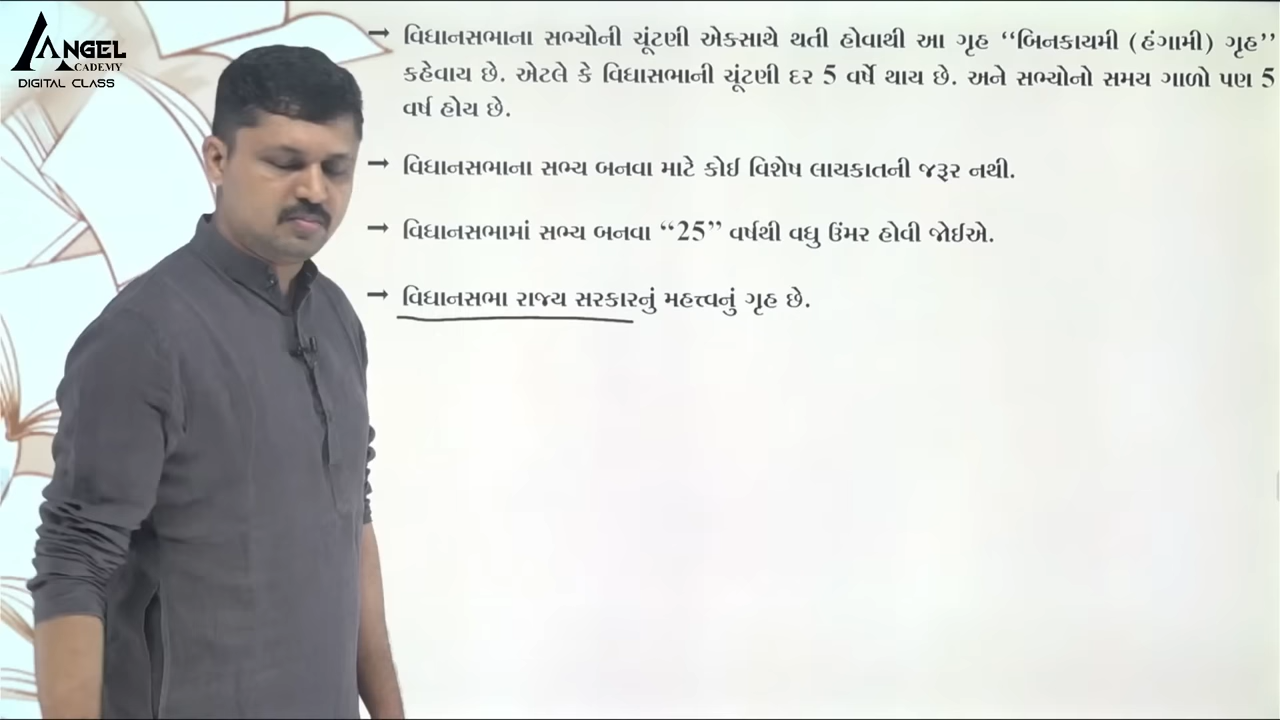 ANGEL
ACADEMY
DIGITAL CLASS
→ વિધાનસભાના સભ્યોની ચૂંટણી એક્સાથે થતી હોવાથી આ ગૃહ “બિનકાયમી (હંગામી) ગૃહ”
કહેવાય છે. એટલે કે વિધાસભાની ચૂંટણી દર 5 વર્ષે થાય છે. અને સભ્યોનો સમય ગાળો પણ 5
વર્ષ હોય છે.
→ વિધાનસભાના સભ્ય બનવા માટે કોઈ વિશેષ લાયકાતની જરૂર નથી.
→ વિધાનસભામાં સભ્ય બનવા “25” વર્ષથી વધુ ઉંમર હોવી જોઈએ.
→ વિધાનસભા રાજ્ય સરકારનું મહત્ત્વનું ગૃહ છે.